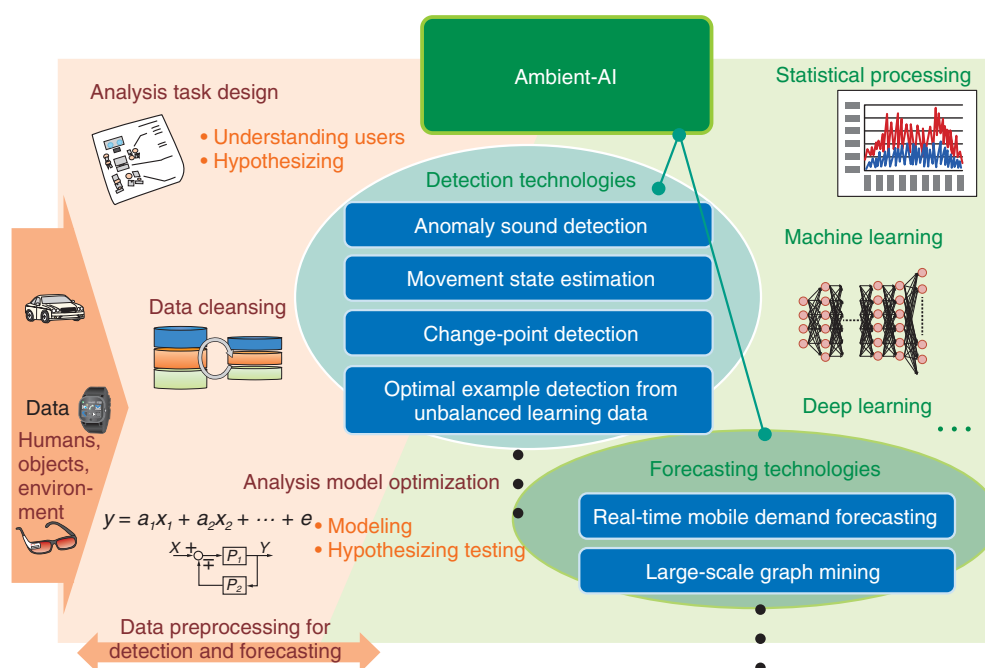 Ambient-AI
Analysis task design
• Understanding users
• Hypothesizing
Statistical processing
Detection technologies
Anomaly sound detection
Movement state estimation
Change-point detection
Optimal example detection from
unbalanced learning data
Machine learning
Data cleansing
Data
Humans,
objects,
environ-
ment
Deep learning
Analysis model optimization
y = a₁x₁ + a₂x₂ + ⋯ + e
• Modeling
• Hypothesizing testing
X + P₁ Y
∓
P₂
Forecasting technologies
Real-time mobile demand forecasting
Large-scale graph mining
Data preprocessing for
detection and forecasting